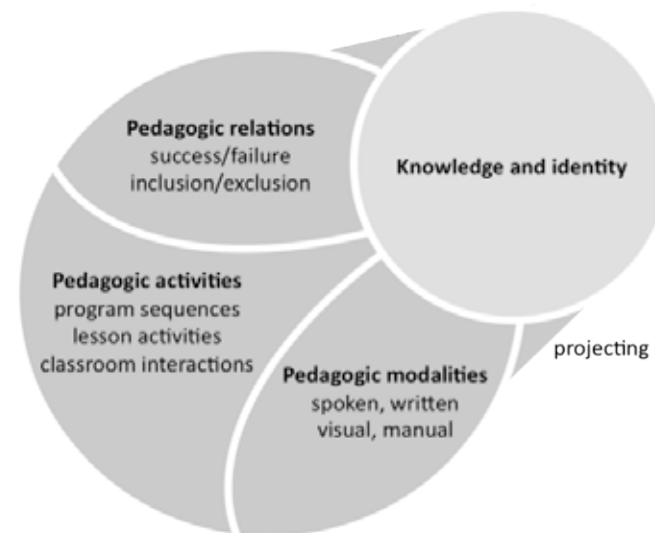 Pedagogic relations
success/failure
inclusion/exclusion
Knowledge and identity
Pedagogic activities
program sequences
lesson activities
classroom interactions
Pedagogic modalities
spoken, written
visual, manual
projecting